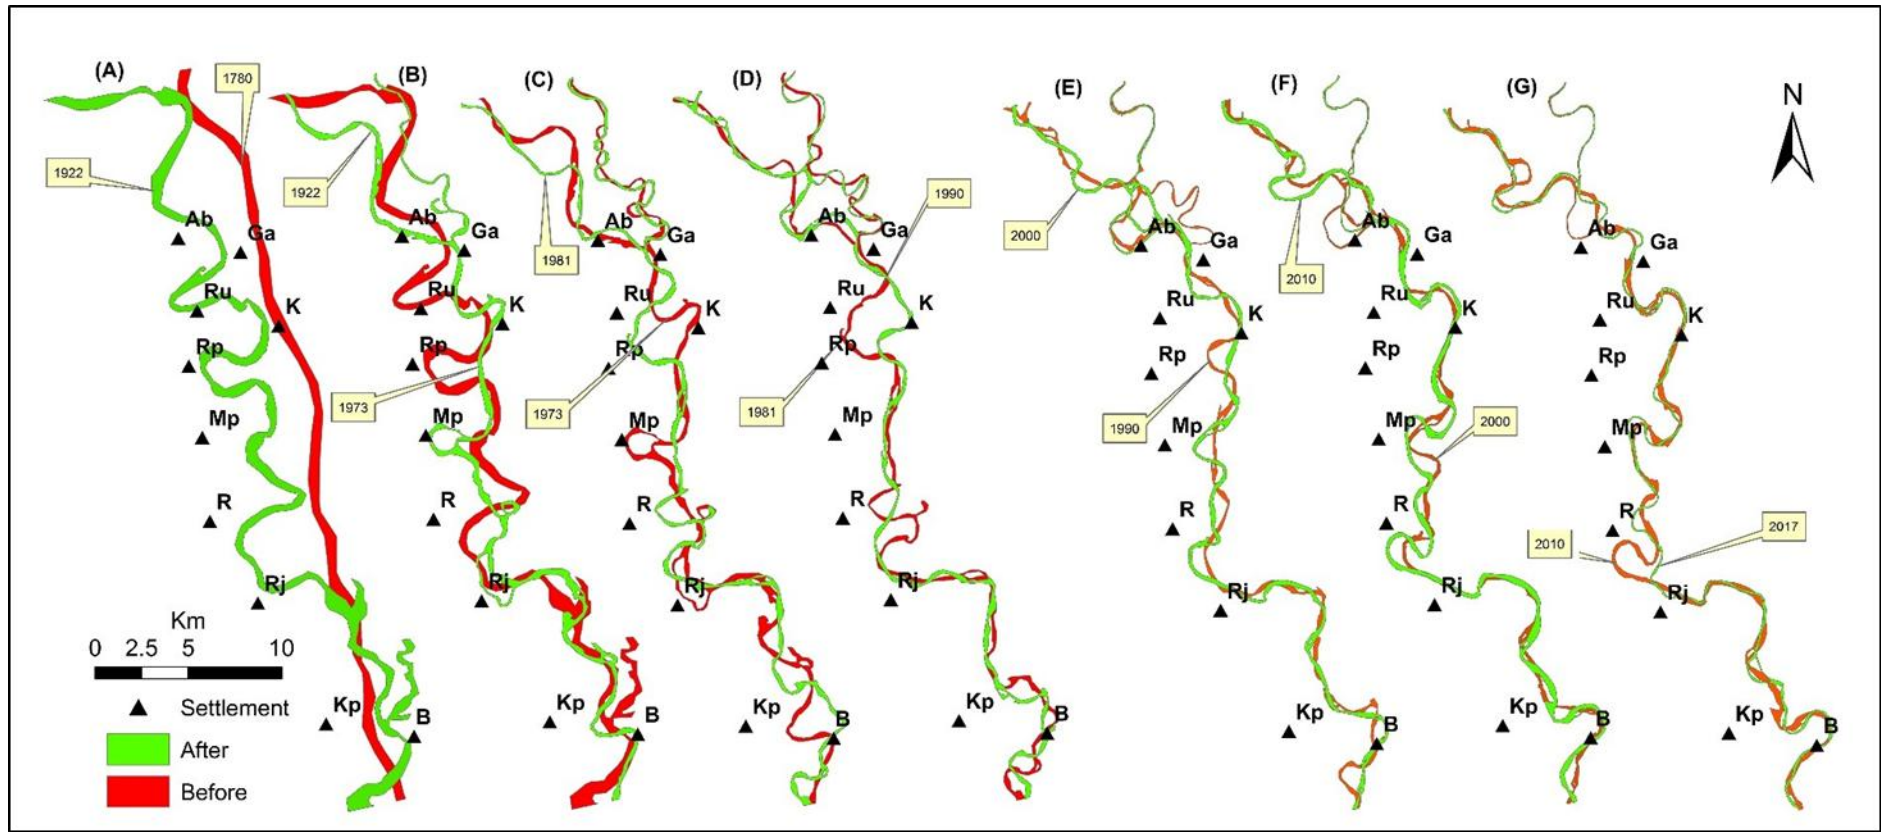 (A)
1780
1922
Ab
Ga
Ru
K
Rp
Mp
R
Rj
Kp
B
(B)
1922
Ab
Ga
Ru
K
Rp
1973
Mp
R
Rj
Kp
B
(C)
Ab
Ga
1981
Ru
K
Rp
1973
Mp
R
Rj
Kp
B
(D)
1990
Ab
Ga
Ru
K
Rp
1981
Mp
R
Rj
Kp
B
(E)
2000
Ab
Ga
Ru
K
Rp
1990
Mp
R
Rj
Kp
B
(F)
Ab
Ga
2010
Ru
K
Rp
Mp
2000
R
Rj
Kp
B
(G)
Ab
Ga
Ru
K
Rp
Mp
R
2010
2017
Rj
Kp
B
N
Km
0 2.5 5 10
Settlement
After
Before